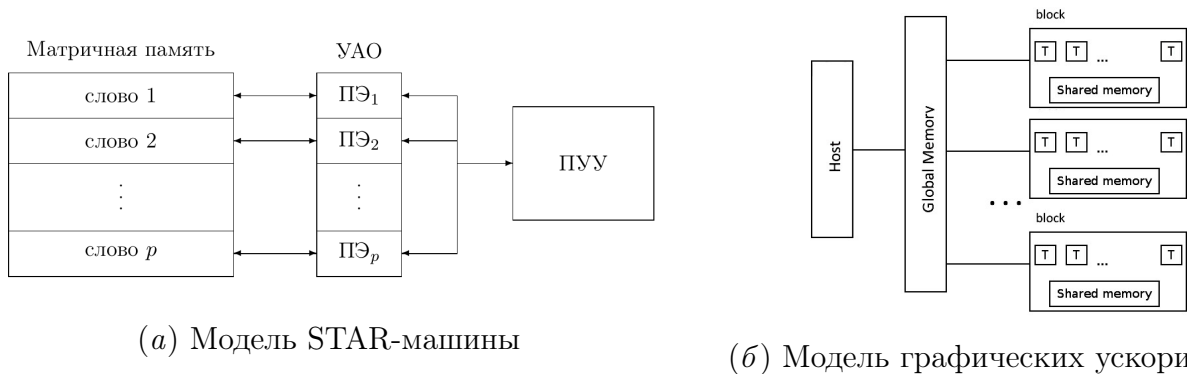 Матричная память
УАО
слово 1
ПЭ₁
слово 2
ПЭ₂
ПУУ
слово p
ПЭₚ
(а) Модель STAR-машины
Host
Global Memory
block
T T ... T
Shared memory
T T ... T
Shared memory
...
block
T T ... T
Shared memory
(б) Модель графических ускори